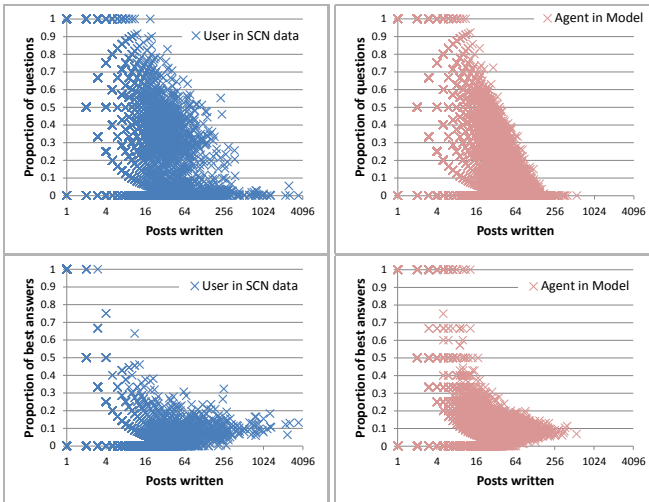 Proportion of questions
1
0.9
0.8
0.7
0.6
0.5
0.4
0.3
0.2
0.1
0
× User in SCN data
1 4 16 64 256 1024 4096
Posts written
Proportion of questions
1
0.9
0.8
0.7
0.6
0.5
0.4
0.3
0.2
0.1
0
× Agent in Model
1 4 16 64 256 1024 4096
Posts written
Proportion of best answers
1
0.9
0.8
0.7
0.6
0.5
0.4
0.3
0.2
0.1
0
× User in SCN data
1 4 16 64 256 1024 4096
Posts written
Proportion of best answers
1
0.9
0.8
0.7
0.6
0.5
0.4
0.3
0.2
0.1
0
× Agent in Model
1 4 16 64 256 1024 4096
Posts written